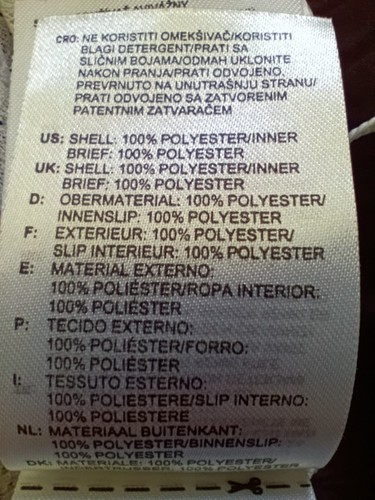 CRO: NE KORISTITI OMEKŠIVAČ/KORISTITI
BLAGI DETERGENT/PRATI SA
SLIČNIM BOJAMA/ODMAH UKLONITE
NAKON PRANJA/PRATI ODVOJENO,
PREVRNUTO NA UNUTRAŠNJU STRANU/
PRATI ODVOJENO SA ZATVORENIM
PATENTNIM ZATVARAČEM
US: SHELL: 100% POLYESTER/INNER
BRIEF: 100% POLYESTER
UK: SHELL: 100% POLYESTER/INNER
BRIEF: 100% POLYESTER
D: OBERMATERIAL: 100% POLYESTER/
INNENSLIP: 100% POLYESTER
F: EXTERIEUR: 100% POLYESTER/
SLIP INTERIEUR: 100% POLYESTER
E: MATERIAL EXTERNO:
100% POLIÉSTER/ROPA INTERIOR:
100% POLIÉSTER
P: TECIDO EXTERNO:
100% POLIÉSTER/FORRO:
100% POLIÉSTER
I: TESSUTO ESTERNO:
100% POLIESTERE/SLIP INTERNO:
100% POLIESTERE
NL: MATERIAAL BUITENKANT:
100% POLYESTER/BINNENSLIP:
100% POLYESTER
DK: MATERIALE: 100% POLYESTER/